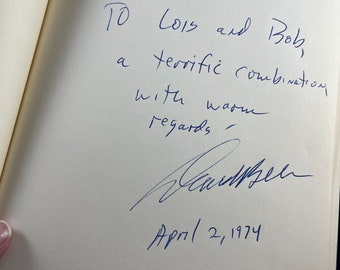 To Lois and Bob,
a terrific combination,
with warm
regards -
April 2, 1974